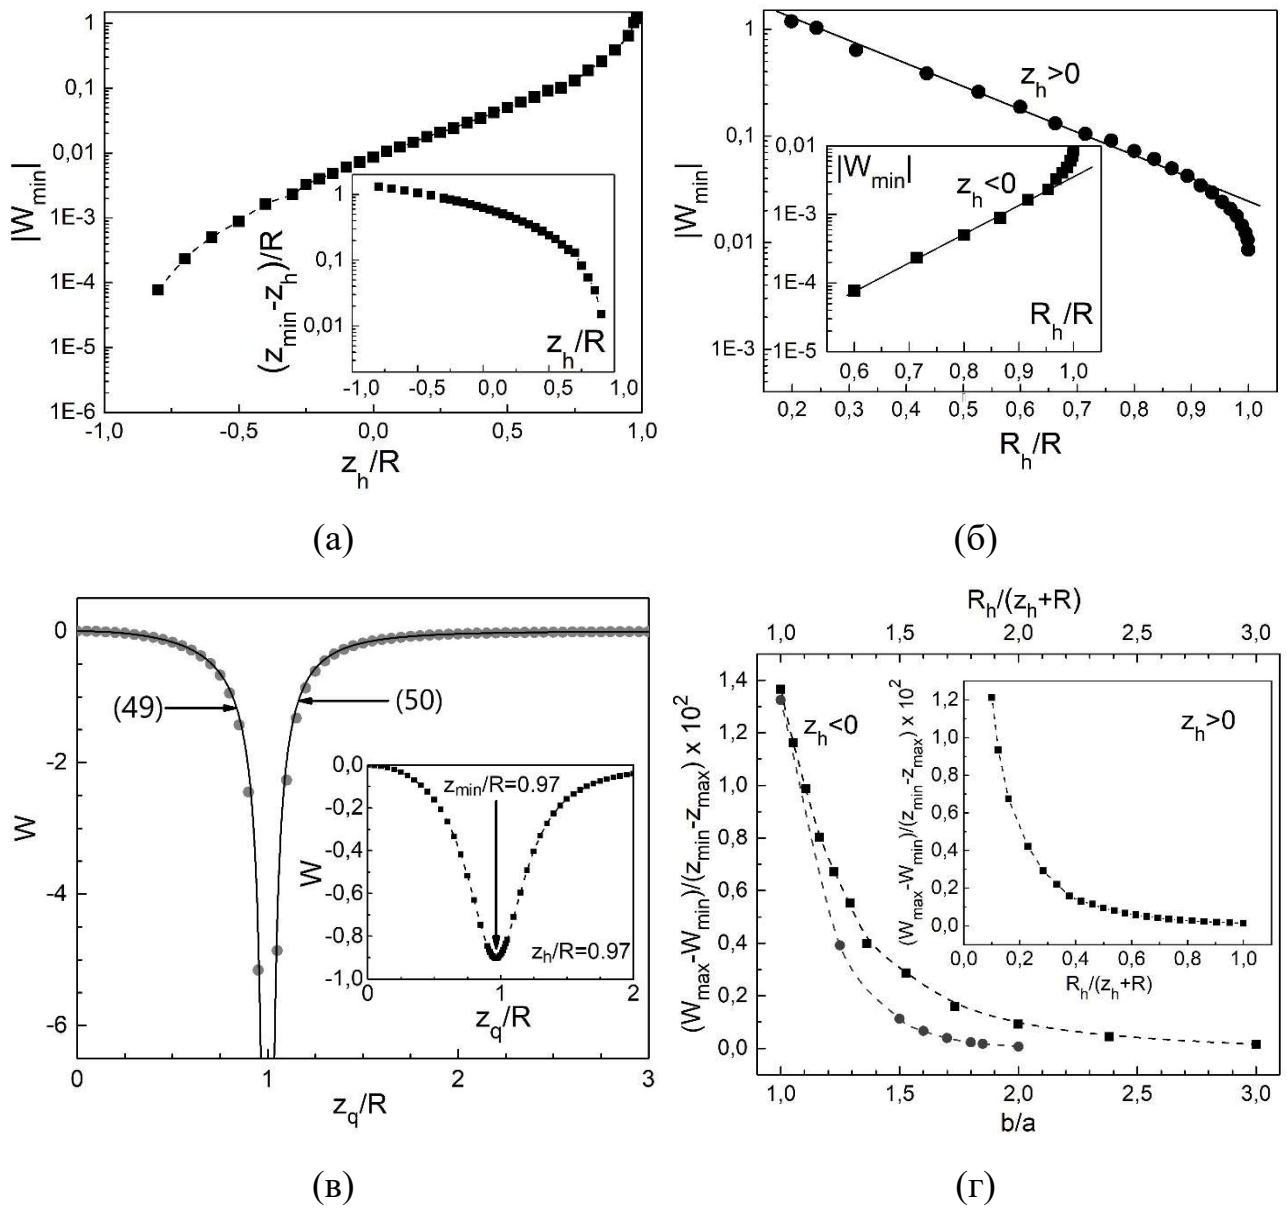 1
0,1
0,01
1E-3
1E-4
1E-5
1E-6
|W_min|
-1,0
-0,5
0,0
0,5
1,0
z_h/R
1
0,1
0,01
(z_min-z_h)/R
z_h/R
-1,0
-0,5
0,0
0,5
1,0
(а)
1
0,1
0,01
1E-3
|W_min|
z_h>0
0,2
0,3
0,4
0,5
0,6
0,7
0,8
0,9
1,0
R_h/R
0,01
1E-3
1E-4
1E-5
|W_min|
z_h<0
R_h/R
0,6
0,7
0,8
0,9
1,0
(б)
0
-2
-4
-6
W
(49)
(50)
0
1
2
3
z_q/R
0,0
-0,2
-0,4
-0,6
-0,8
-1,0
W
z_min/R=0.97
z_h/R=0.97
0
1
2
z_q/R
(в)
R_h/(z_h+R)
1,0
1,5
2,0
2,5
3,0
1,4
1,2
1,0
0,8
0,6
0,4
0,2
0,0
(W_max-W_min)/(z_min-z_max) x 10^2
z_h<0
1,0
1,5
2,0
2,5
3,0
b/a
1,2
1,0
0,8
0,6
0,4
0,2
0,0
(W_max-W_min)/(z_min-z_max) x 10^2
z_h>0
0,0
0,2
0,4
0,6
0,8
1,0
R_h/(z_h+R)
(г)